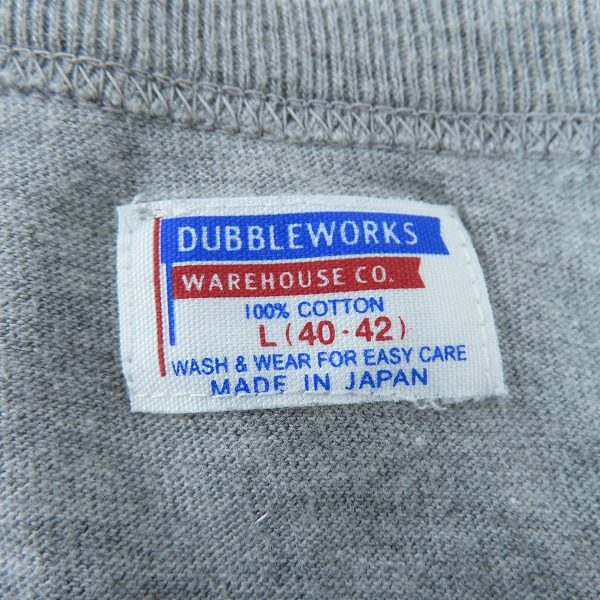 DUBBLEWORKS
WAREHOUSE CO.
100% COTTON
L (40-42)
WASH & WEAR FOR EASY CARE
MADE IN JAPAN